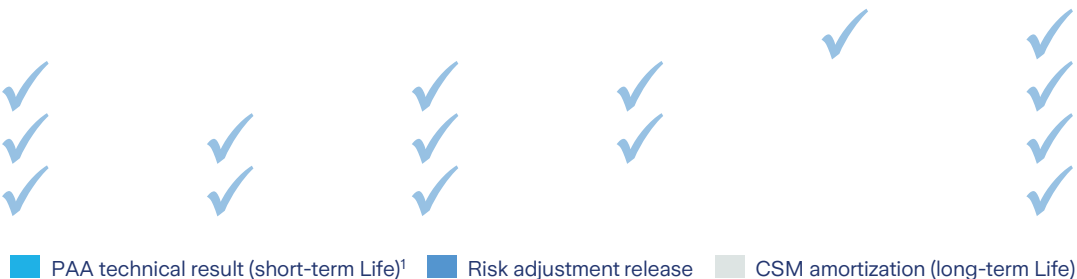 PAA technical result (short-term Life)¹ Risk adjustment release CSM amortization (long-term Life)